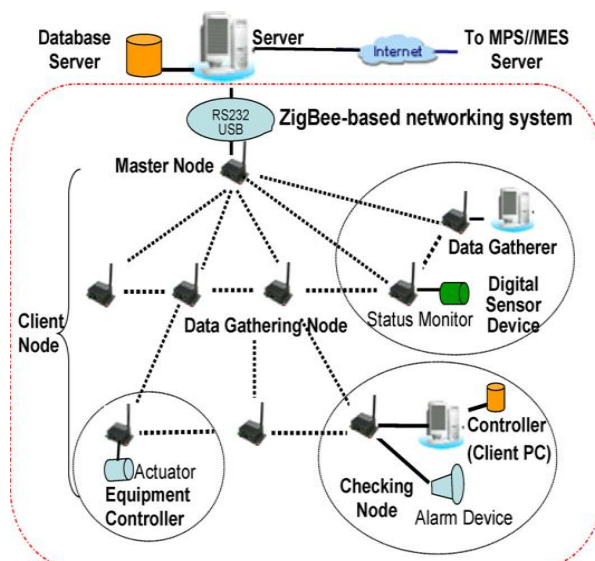 Database
Server
Server
Internet
To MPS//MES
Server
RS232
USB
ZigBee-based networking system
Master Node
Data Gatherer
Client
Node
Data Gathering Node
Status Monitor
Digital
Sensor
Device
Actuator
Equipment
Controller
Checking
Node
Controller
(Client PC)
Alarm Device